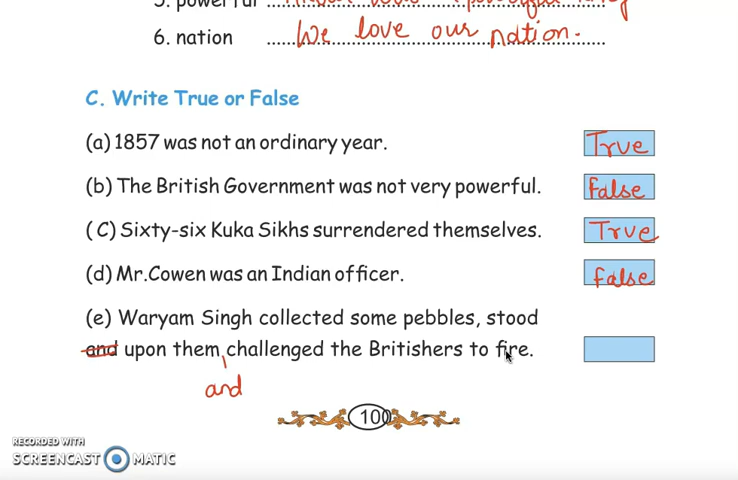 5. powerful
6. nation We love our nation.
C. Write True or False
(a) 1857 was not an ordinary year. True
(b) The British Government was not very powerful. False
(C) Sixty-six Kuka Sikhs surrendered themselves. True
(d) Mr.Cowen was an Indian officer. False
(e) Waryam Singh collected some pebbles, stood
and upon them challenged the Britishers to fire.
and
100
RECORDED WITH
SCREENCAST MATIC